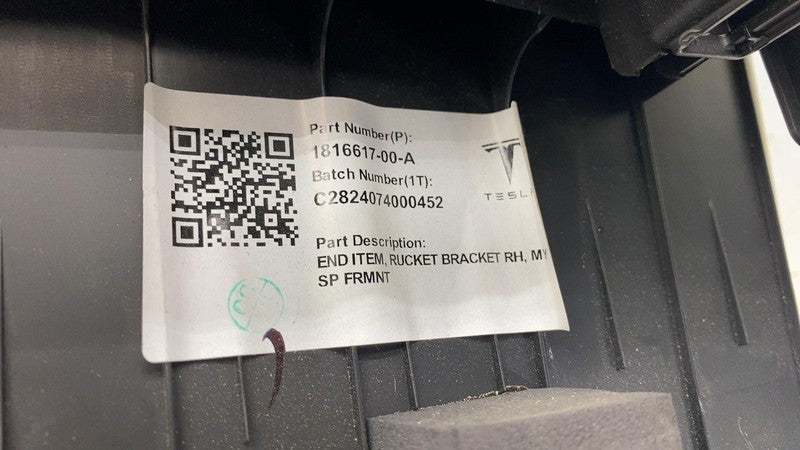 Part Number(P):
1816617-00-A
Batch Number(1T):
C2824074000452
TESLA
Part Description:
END ITEM, RUCKET BRACKET RH, MY
SP FRMNT